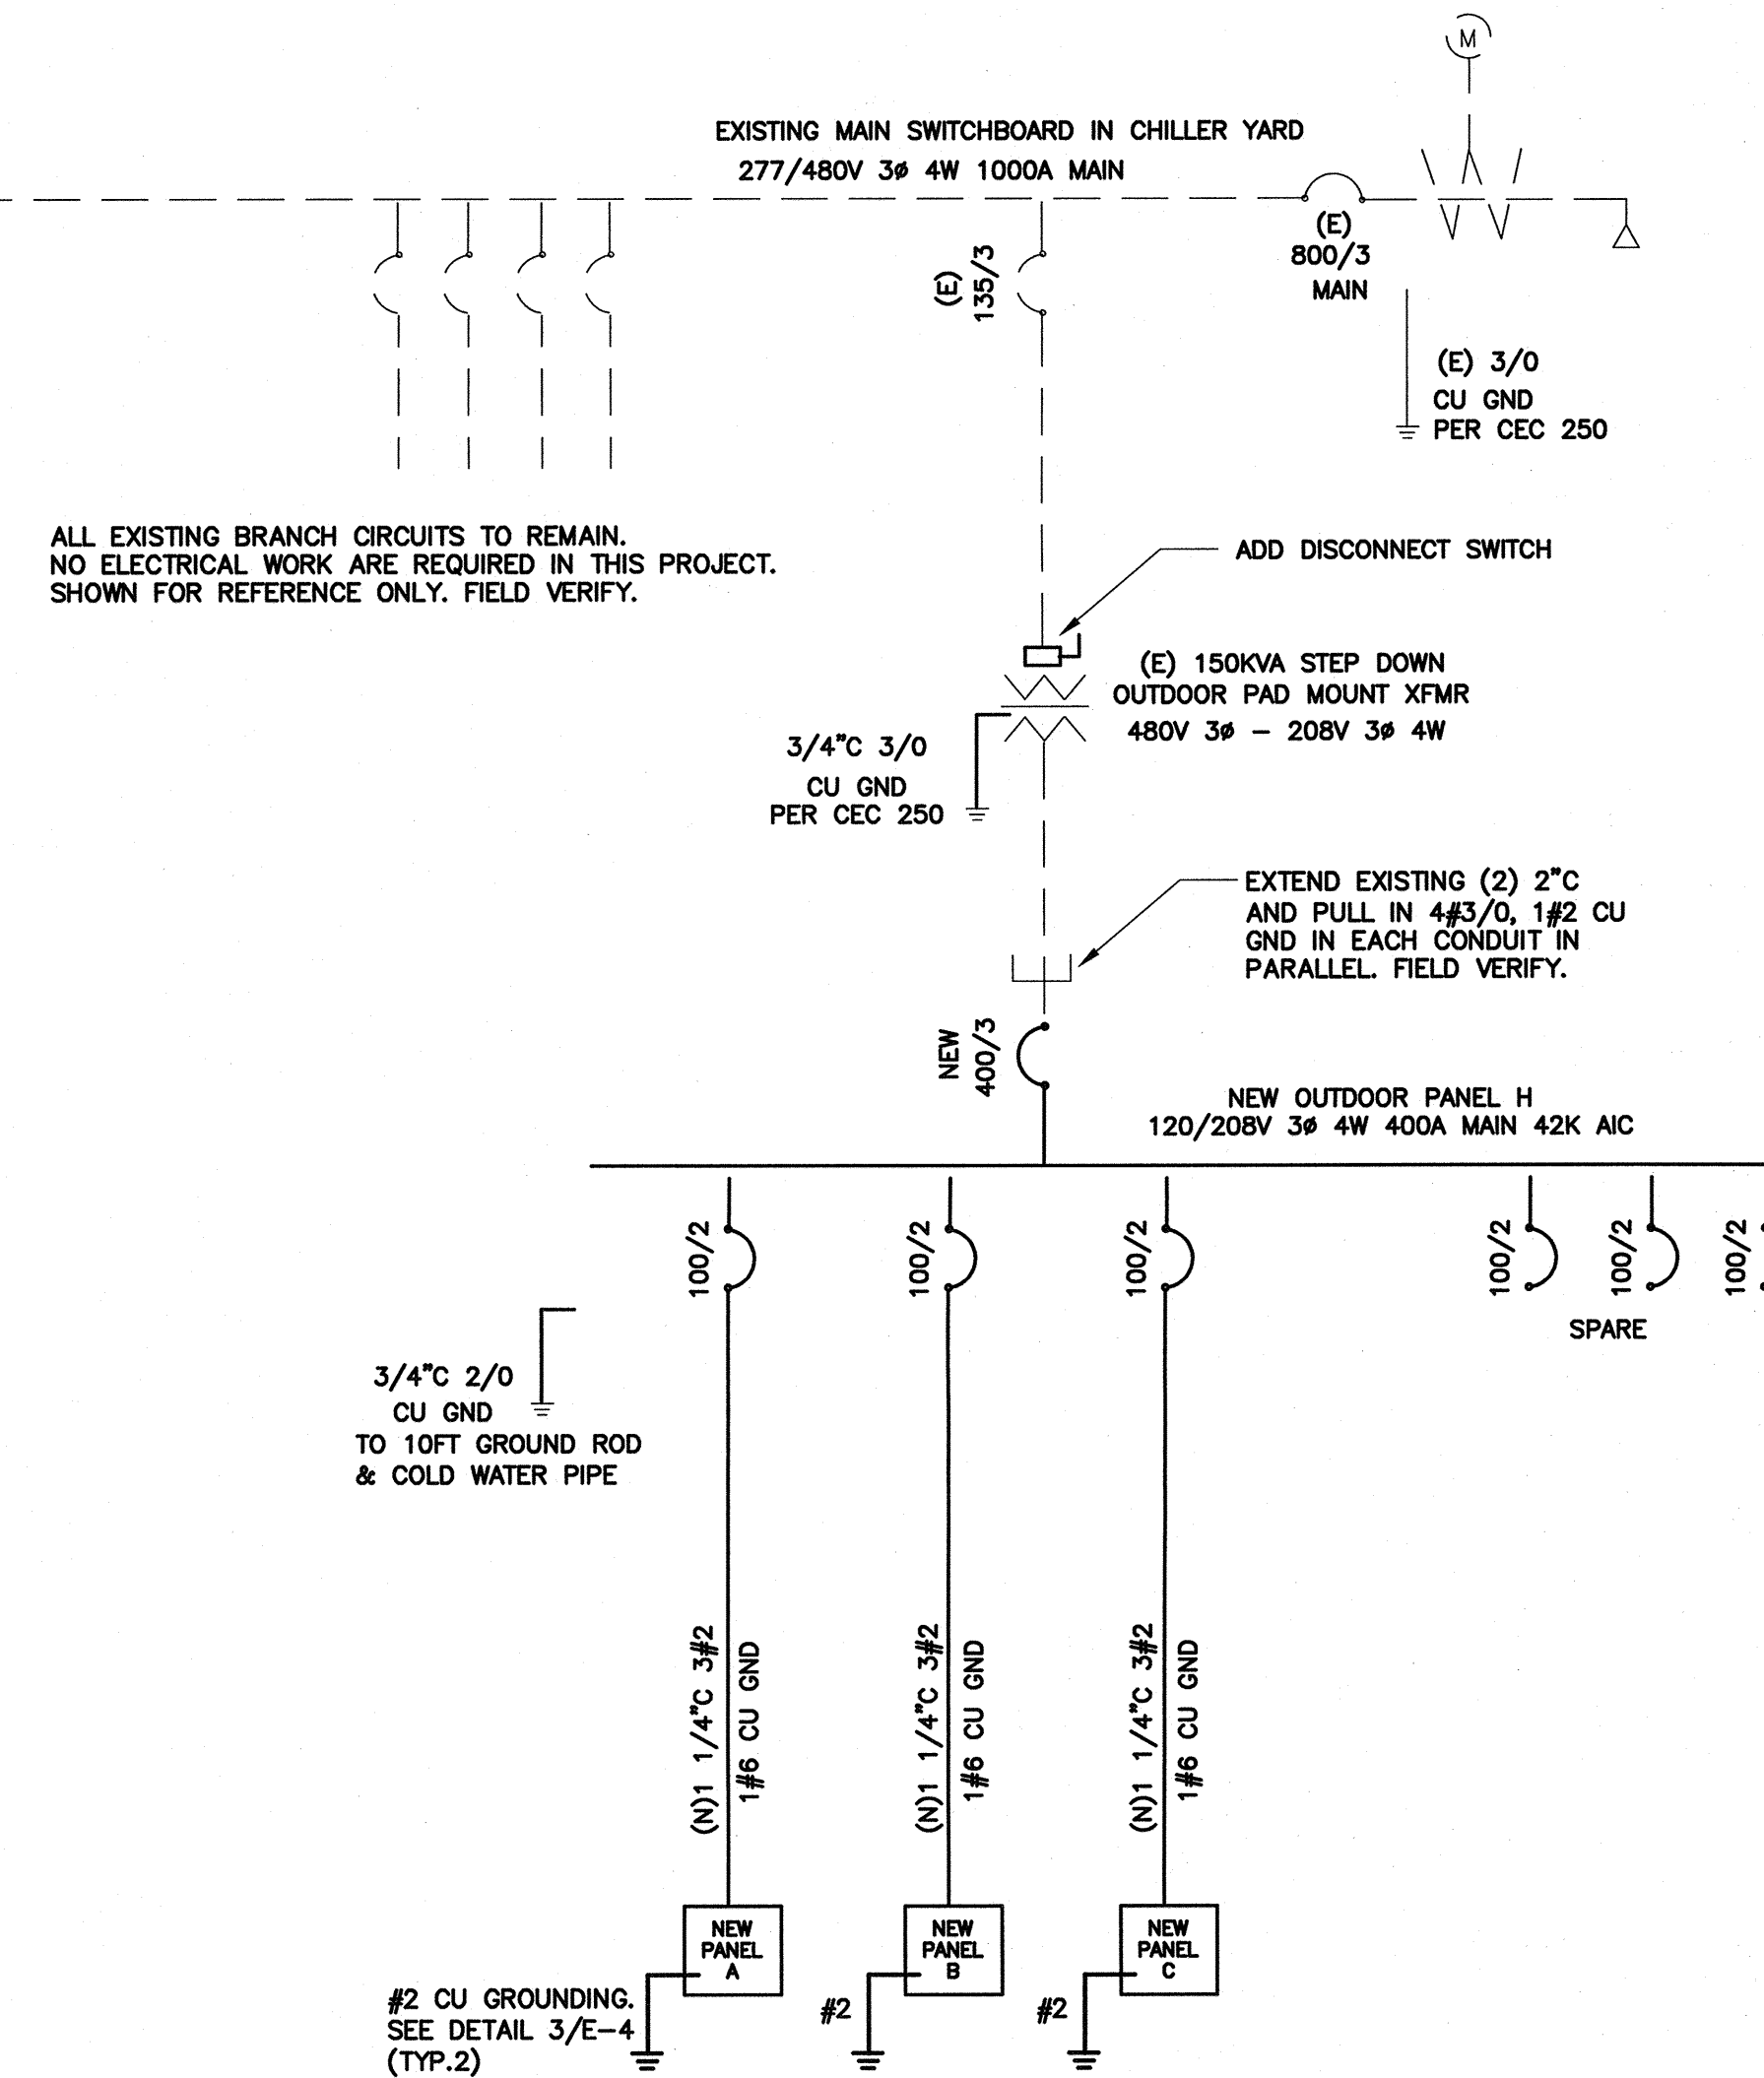 M
EXISTING MAIN SWITCHBOARD IN CHILLER YARD
277/480V 3ø 4W 1000A MAIN
(E)
800/3
MAIN
(E)
135/3
(E) 3/0
CU GND
PER CEC 250
ALL EXISTING BRANCH CIRCUITS TO REMAIN.
NO ELECTRICAL WORK ARE REQUIRED IN THIS PROJECT.
SHOWN FOR REFERENCE ONLY. FIELD VERIFY.
ADD DISCONNECT SWITCH
(E) 150KVA STEP DOWN
OUTDOOR PAD MOUNT XFMR
480V 3ø – 208V 3ø 4W
3/4"C 3/0
CU GND
PER CEC 250
EXTEND EXISTING (2) 2"C
AND PULL IN 4#3/0, 1#2 CU
GND IN EACH CONDUIT IN
PARALLEL. FIELD VERIFY.
NEW
400/3
NEW OUTDOOR PANEL H
120/208V 3ø 4W 400A MAIN 42K AIC
100/2
100/2
100/2
100/2
100/2
100/2
SPARE
3/4"C 2/0
CU GND
TO 10FT GROUND ROD
& COLD WATER PIPE
(N)1 1/4"C 3#2
1#6 CU GND
(N)1 1/4"C 3#2
1#6 CU GND
(N)1 1/4"C 3#2
1#6 CU GND
NEW
PANEL
A
NEW
PANEL
B
NEW
PANEL
C
#2 CU GROUNDING.
SEE DETAIL 3/E-4
(TYP.2)
#2
#2